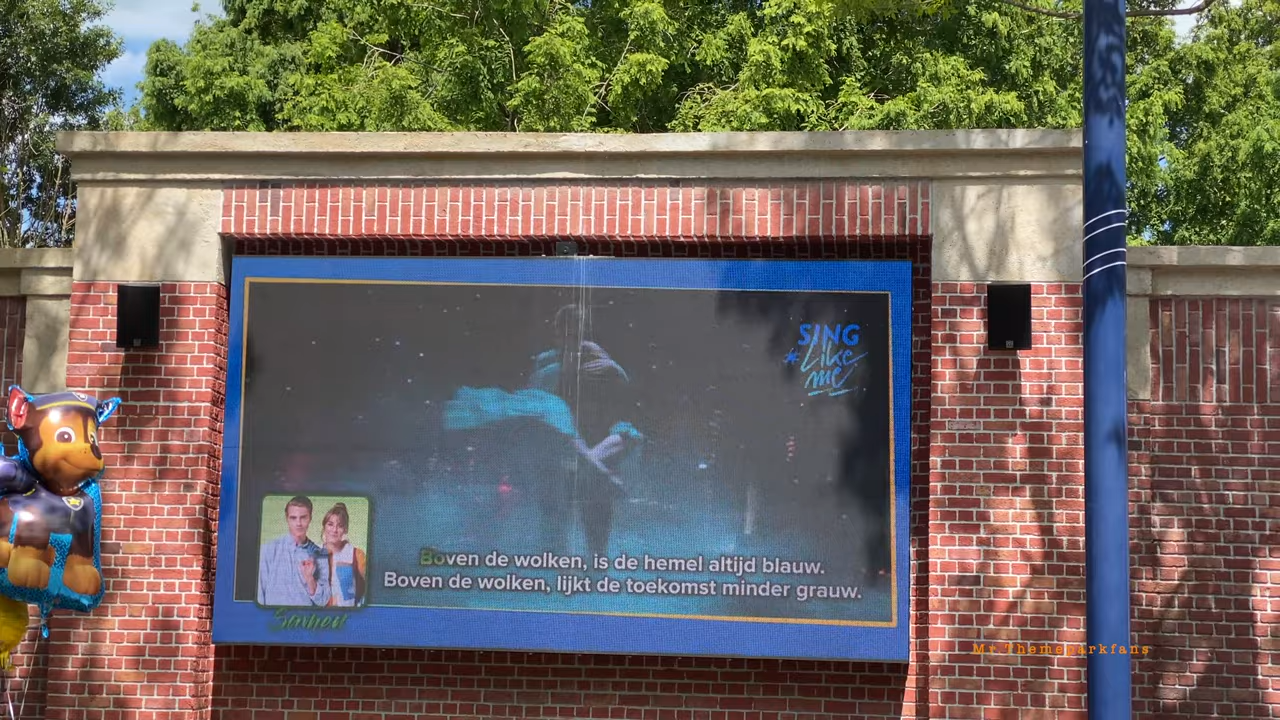 SING
Like
me
Boven de wolken, is de hemel altijd blauw.
Boven de wolken, lijkt de toekomst minder grauw.
Mr.Themeparkfans